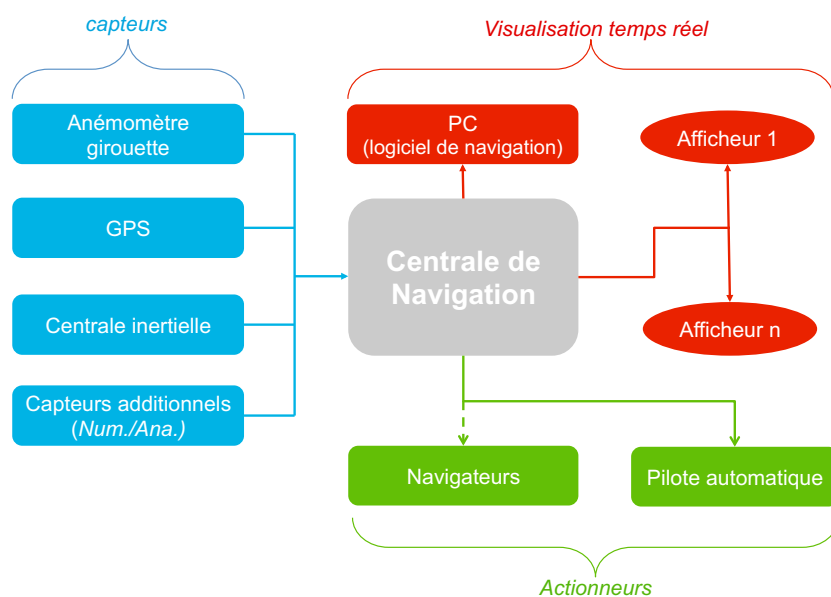 capteurs
Visualisation temps réel
Anémomètre
girouette
PC
(logiciel de navigation)
Afficheur 1
GPS
Centrale de
Navigation
Centrale inertielle
Afficheur n
Capteurs additionnels
(Num./Ana.)
Navigateurs
Pilote automatique
Actionneurs